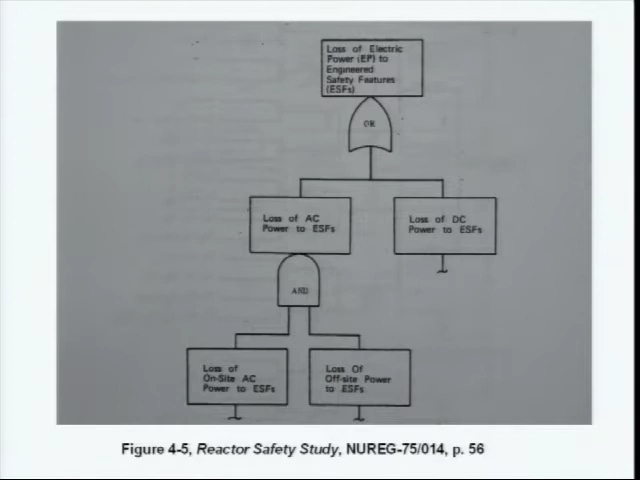 Loss of Electric
Power (EP) to
Engineered
Safety Features
(ESFs)
OR
Loss of AC
Power to ESFs
Loss of DC
Power to ESFs
AND
Loss of
On-Site AC
Power to ESFs
Loss Of
Off-site Power
to ESFs
Figure 4-5, Reactor Safety Study, NUREG-75/014, p. 56